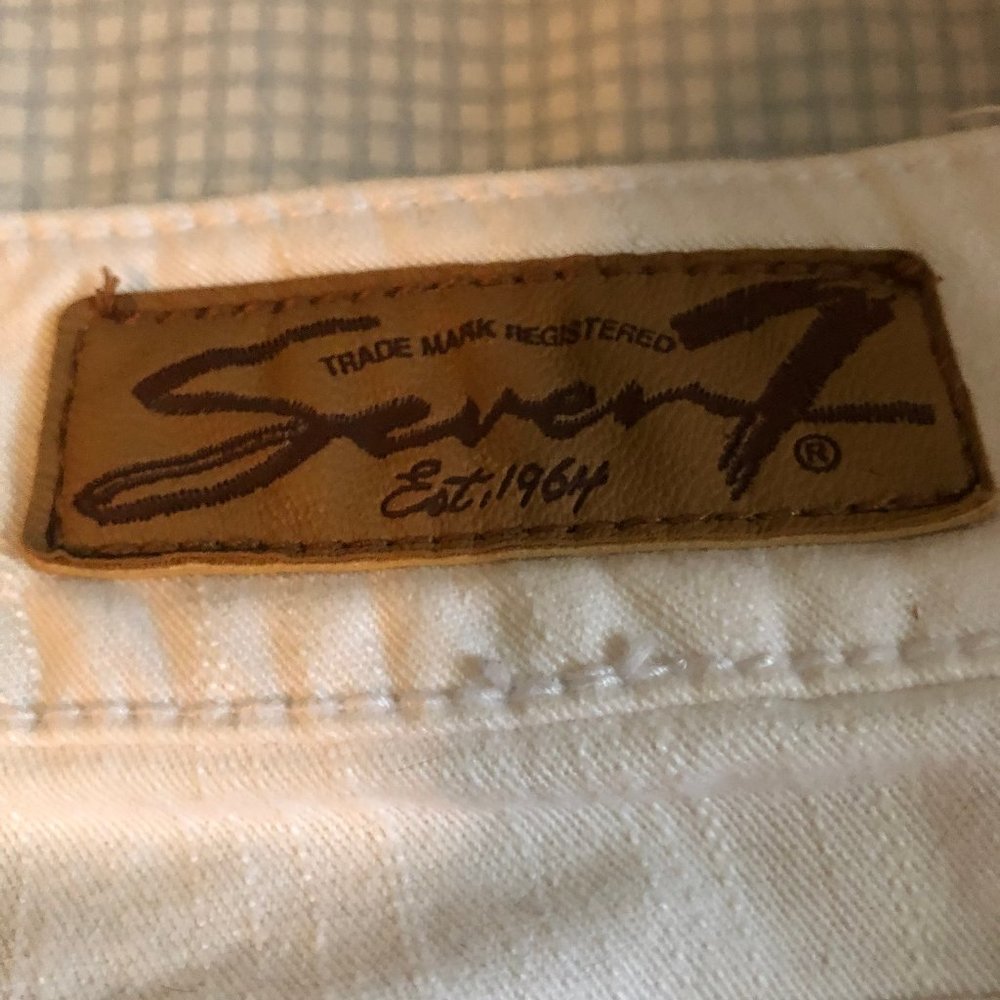 TRADE MARK REGISTERED
Seven7
®
Est. 1964